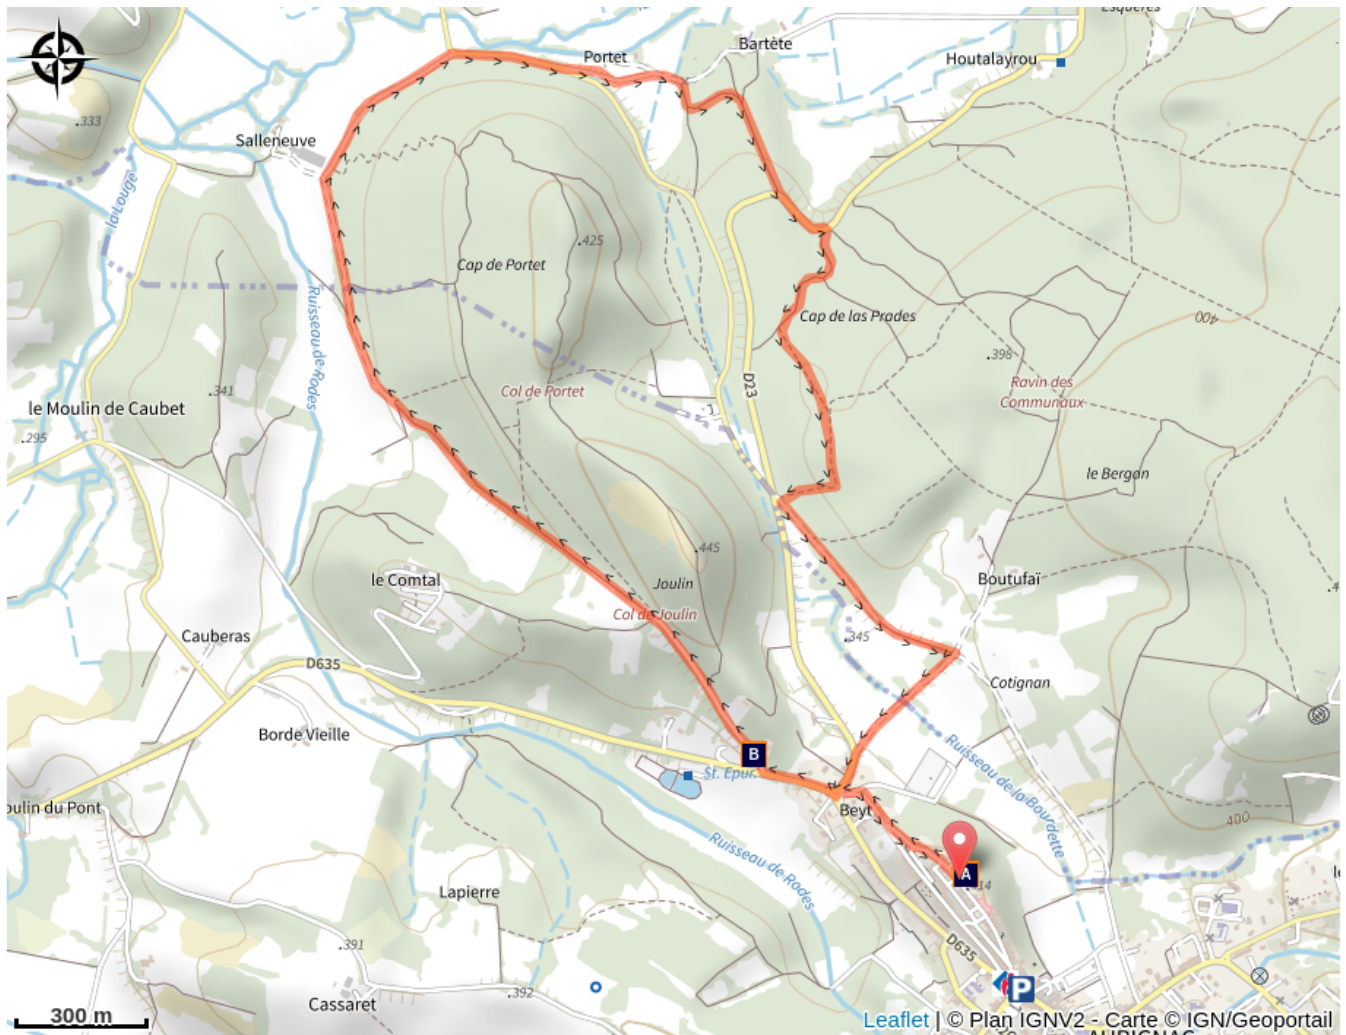 Esquères
Bartète
Portet
Houtalayrou
.333
Salleneuve
la Louge
.425
Cap de Portet
Ruisseau de Rodes
Cap de las Prades
400
.398
D23
Col de Portet
Ravin des
Communaux
.341
le Moulin de Caubet
.295
le Bergon
.445
le Comtal
Joulin
Boutufaï
Col de Joulin
.345
Cauberas
D635
Cotignan
Borde Vieille
B
St. Epur.
Ruisseau de la Bourdette
oulin du Pont
Beyt
400
Ruisseau de Rodes
A
14
Lapierre
.391
D635
.392
Cassaret
P
300 m
Leaflet | © Plan IGNV2 - Carte © IGN/Geoportail